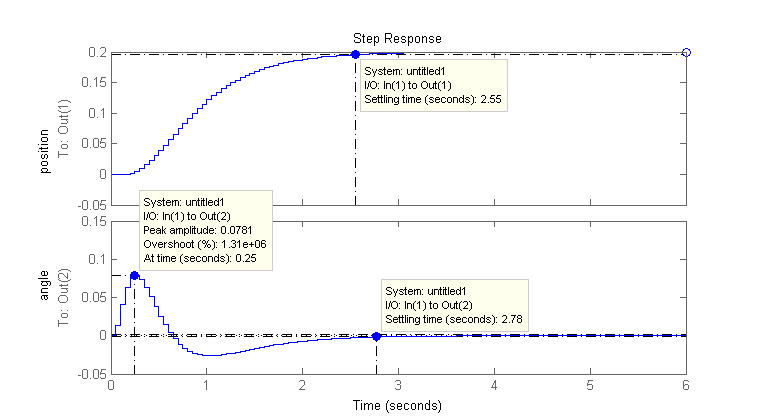 Step Response
0.2
0.15
0.1
0.05
0
-0.05
position
To: Out(1)
System: untitled1
I/O: In(1) to Out(1)
Settling time (seconds): 2.55
System: untitled1
I/O: In(1) to Out(2)
Peak amplitude: 0.0781
Overshoot (%): 1.31e+06
At time (seconds): 0.25
0.15
0.1
0.05
0
-0.05
angle
To: Out(2)
System: untitled1
I/O: In(1) to Out(2)
Settling time (seconds): 2.78
0 1 2 3 4 5 6
Time (seconds)